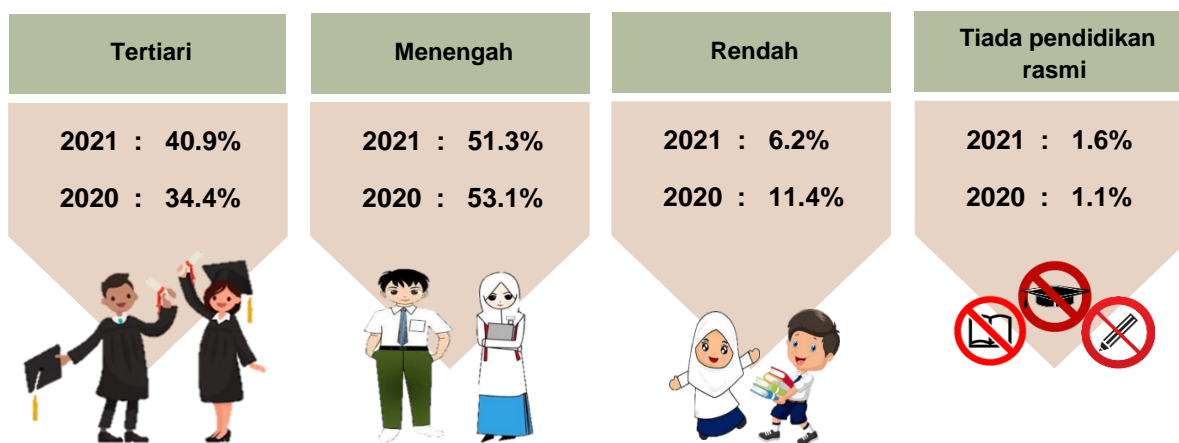 Tertiari
2021 : 40.9%
2020 : 34.4%
Menengah
2021 : 51.3%
2020 : 53.1%
Rendah
2021 : 6.2%
2020 : 11.4%
Tiada pendidikan
rasmi
2021 : 1.6%
2020 : 1.1%